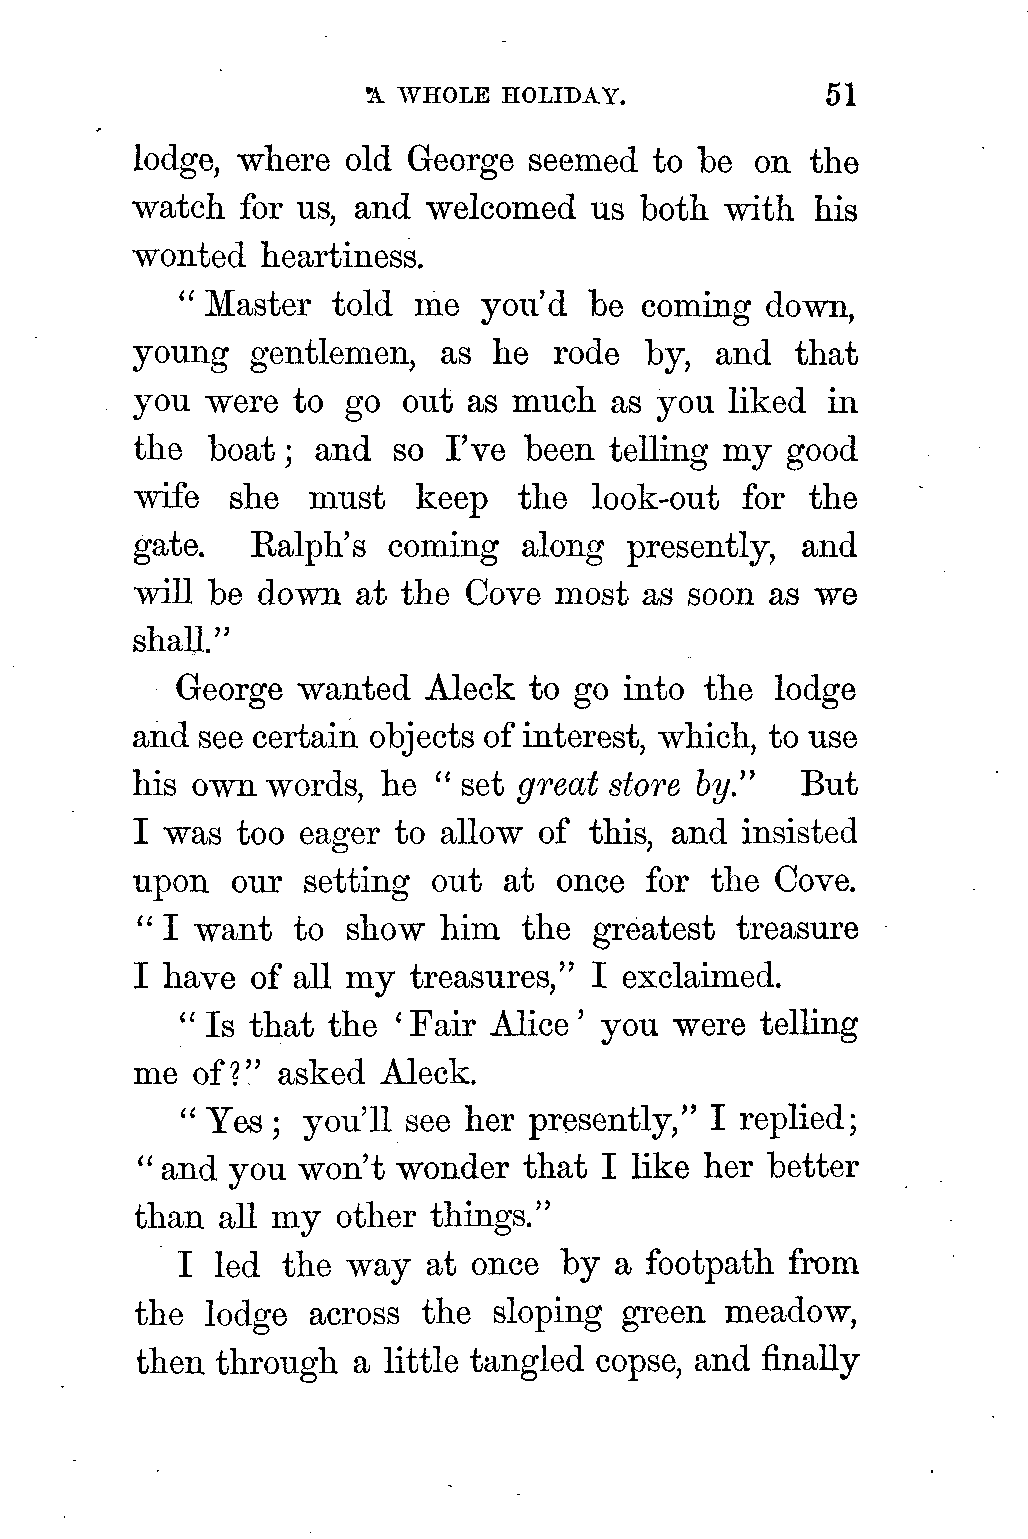 A WHOLE HOLIDAY. 51
lodge, where old George seemed to be on the
watch for us, and welcomed us both with his
wonted heartiness.
“Master told me you'd be coming down,
young gentlemen, as he rode by, and that
you were to go out as much as you liked in
the boat; and so I've been telling my good
wife she must keep the look-out for the
gate. Ralph's coming along presently, and
will be down at the Cove most as soon as we
shall.”
George wanted Aleck to go into the lodge
and see certain objects of interest, which, to use
his own words, he “set great store by.” But
I was too eager to allow of this, and insisted
upon our setting out at once for the Cove.
“I want to show him the greatest treasure
I have of all my treasures,” I exclaimed.
“Is that the ‘Fair Alice’ you were telling
me of?” asked Aleck.
“Yes; you'll see her presently,” I replied;
“and you won't wonder that I like her better
than all my other things.”
I led the way at once by a footpath from
the lodge across the sloping green meadow,
then through a little tangled copse, and finally